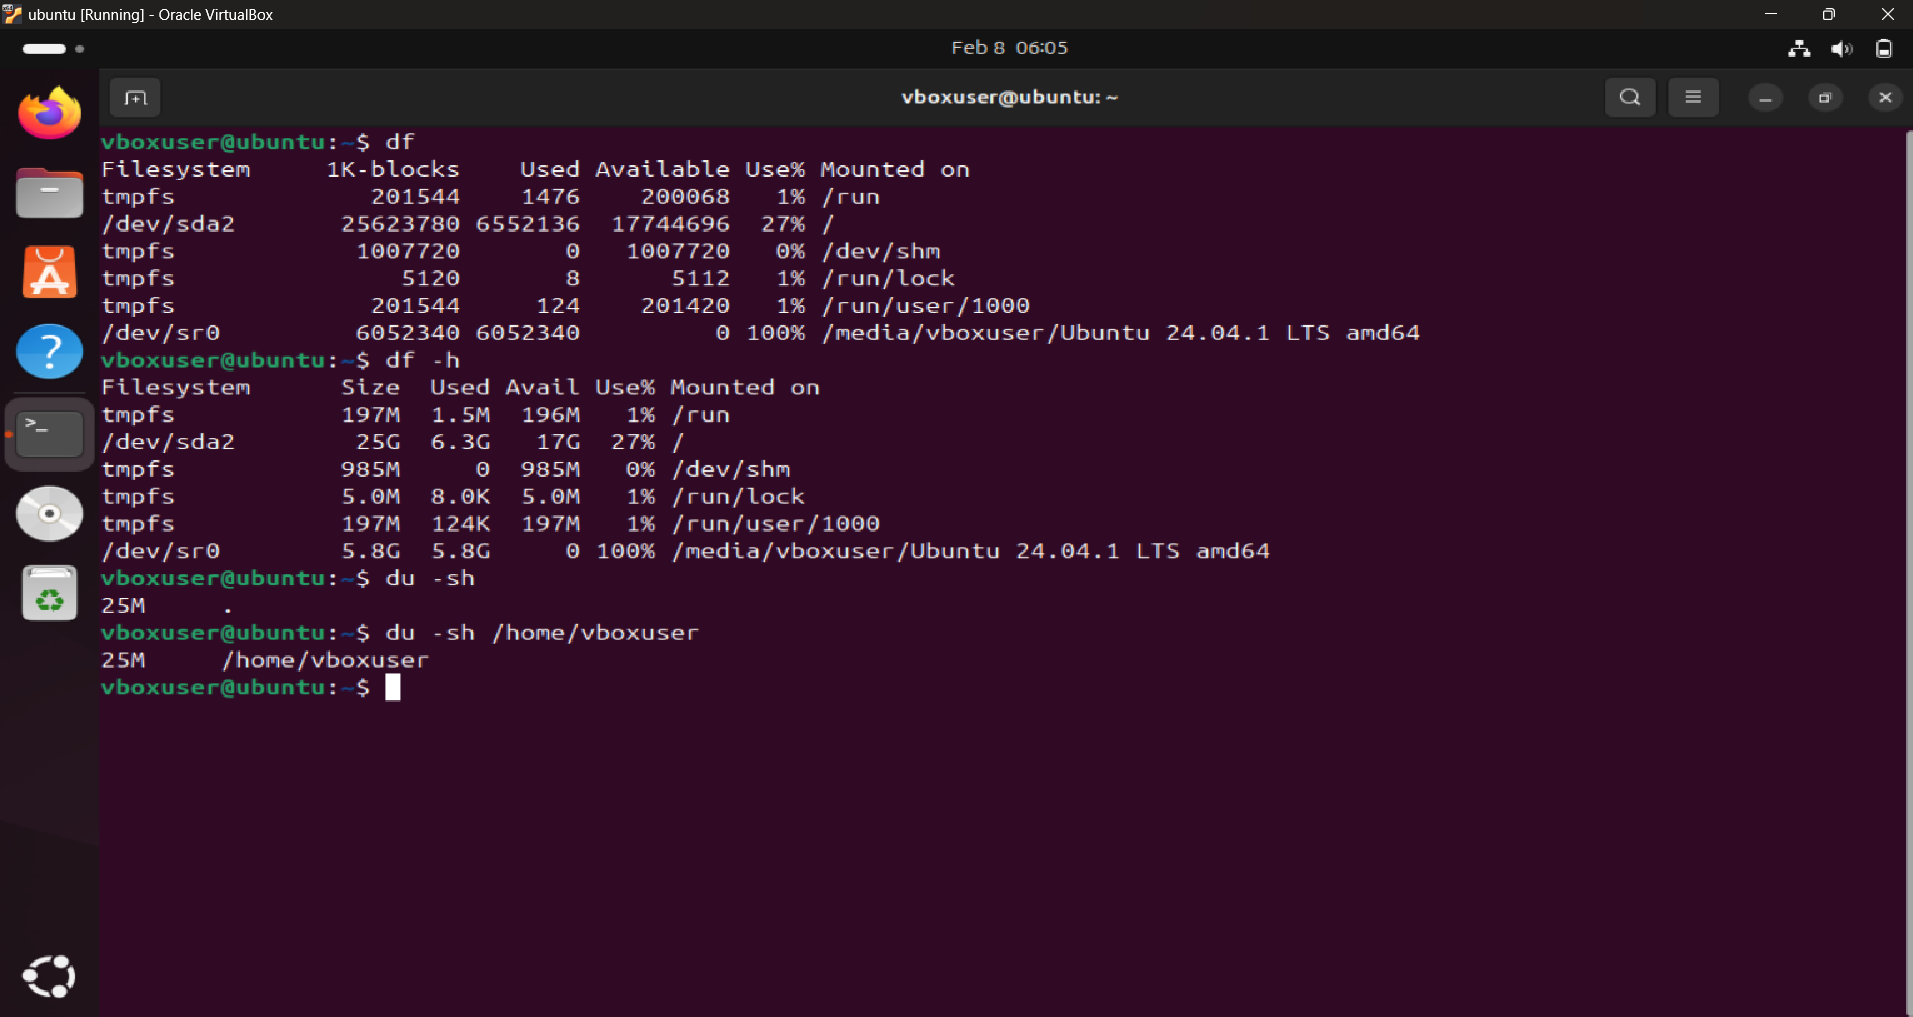 ubuntu [Running] - Oracle VirtualBox
Feb 8 06:05
vboxuser@ubuntu: ~
vboxuser@ubuntu:~$ df
Filesystem     1K-blocks    Used Available Use% Mounted on
tmpfs             201544    1476    200068   1% /run
/dev/sda2       25623780 6552136  17744696  27% /
tmpfs            1007720       0   1007720   0% /dev/shm
tmpfs               5120       8      5112   1% /run/lock
tmpfs             201544     124    201420   1% /run/user/1000
/dev/sr0         6052340 6052340         0 100% /media/vboxuser/Ubuntu 24.04.1 LTS amd64
vboxuser@ubuntu:~$ df -h
Filesystem      Size  Used Avail Use% Mounted on
tmpfs           197M  1.5M  196M   1% /run
/dev/sda2        25G  6.3G   17G  27% /
tmpfs           985M     0  985M   0% /dev/shm
tmpfs           5.0M  8.0K  5.0M   1% /run/lock
tmpfs           197M  124K  197M   1% /run/user/1000
/dev/sr0        5.8G  5.8G     0 100% /media/vboxuser/Ubuntu 24.04.1 LTS amd64
vboxuser@ubuntu:~$ du -sh
25M     .
vboxuser@ubuntu:~$ du -sh /home/vboxuser
25M     /home/vboxuser
vboxuser@ubuntu:~$